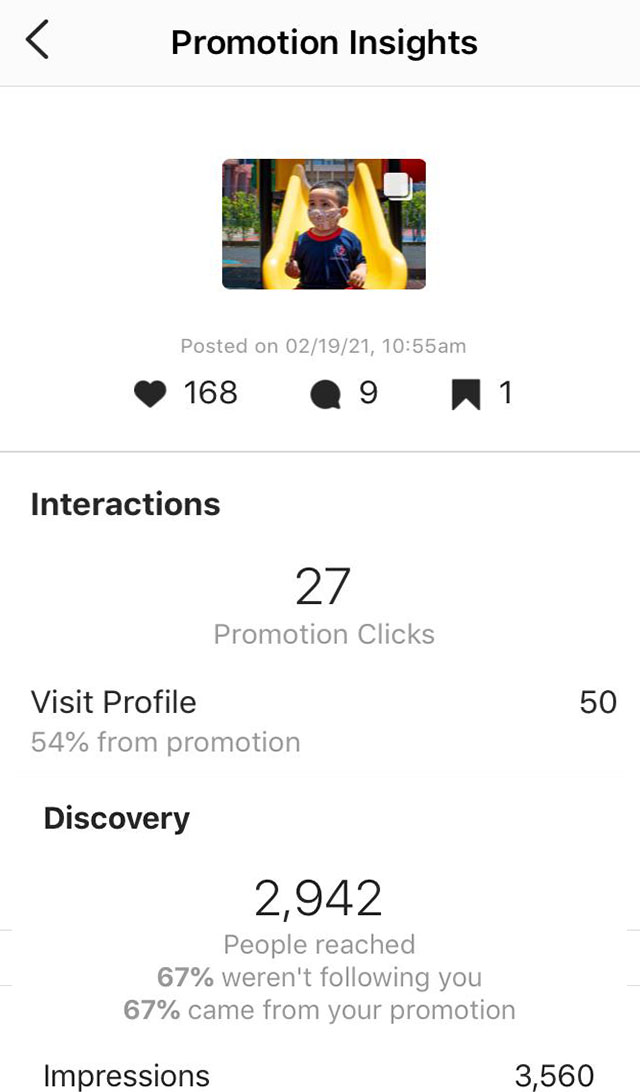 Promotion Insights
Posted on 02/19/21, 10:55am
168 9 1
Interactions
27
Promotion Clicks
Visit Profile 50
54% from promotion
Discovery
2,942
People reached
67% weren't following you
67% came from your promotion
Impressions 3,560